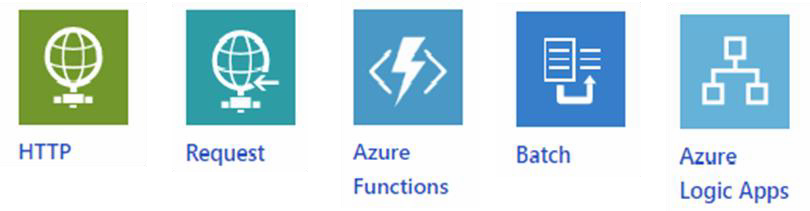 HTTP
Request
Azure
Functions
Batch
Azure
Logic Apps